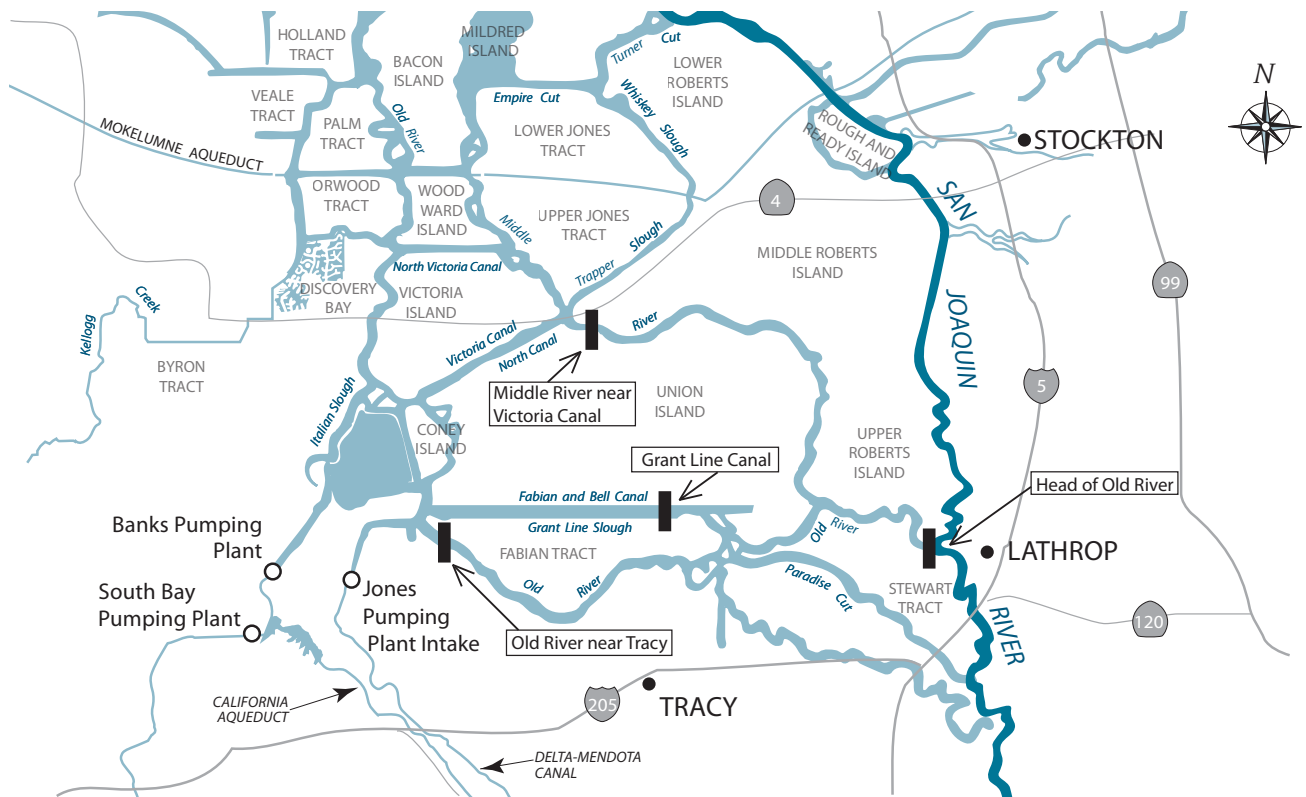 HOLLAND
TRACT
BACON
ISLAND
MILDRED
ISLAND
Turner Cut
LOWER
ROBERTS
ISLAND
N
VEALE
TRACT
PALM
TRACT
Old River
Empire Cut
LOWER JONES
TRACT
Whiskey Slough
ROUGH AND
READY ISLAND
STOCKTON
MOKELUMNE AQUEDUCT
ORWOOD
TRACT
WOOD
WARD
ISLAND
Middle
UPPER JONES
TRACT
4
SAN
Trapper Slough
MIDDLE ROBERTS
ISLAND
North Victoria Canal
DISCOVERY
BAY
VICTORIA
ISLAND
99
JOAQUIN
Kellogg Creek
River
Victoria Canal
North Canal
BYRON
TRACT
5
Middle River near
Victoria Canal
UNION
ISLAND
Italian Slough
CONEY
ISLAND
UPPER
ROBERTS
ISLAND
Grant Line Canal
Head of Old River
Fabian and Bell Canal
Grant Line Slough
Old River
Banks Pumping
Plant
FABIAN TRACT
LATHROP
Old River
Paradise Cut
STEWART
TRACT
South Bay
Pumping Plant
Jones
Pumping
Plant Intake
Old River near Tracy
120
RIVER
CALIFORNIA
AQUEDUCT
205
TRACY
DELTA-MENDOTA
CANAL